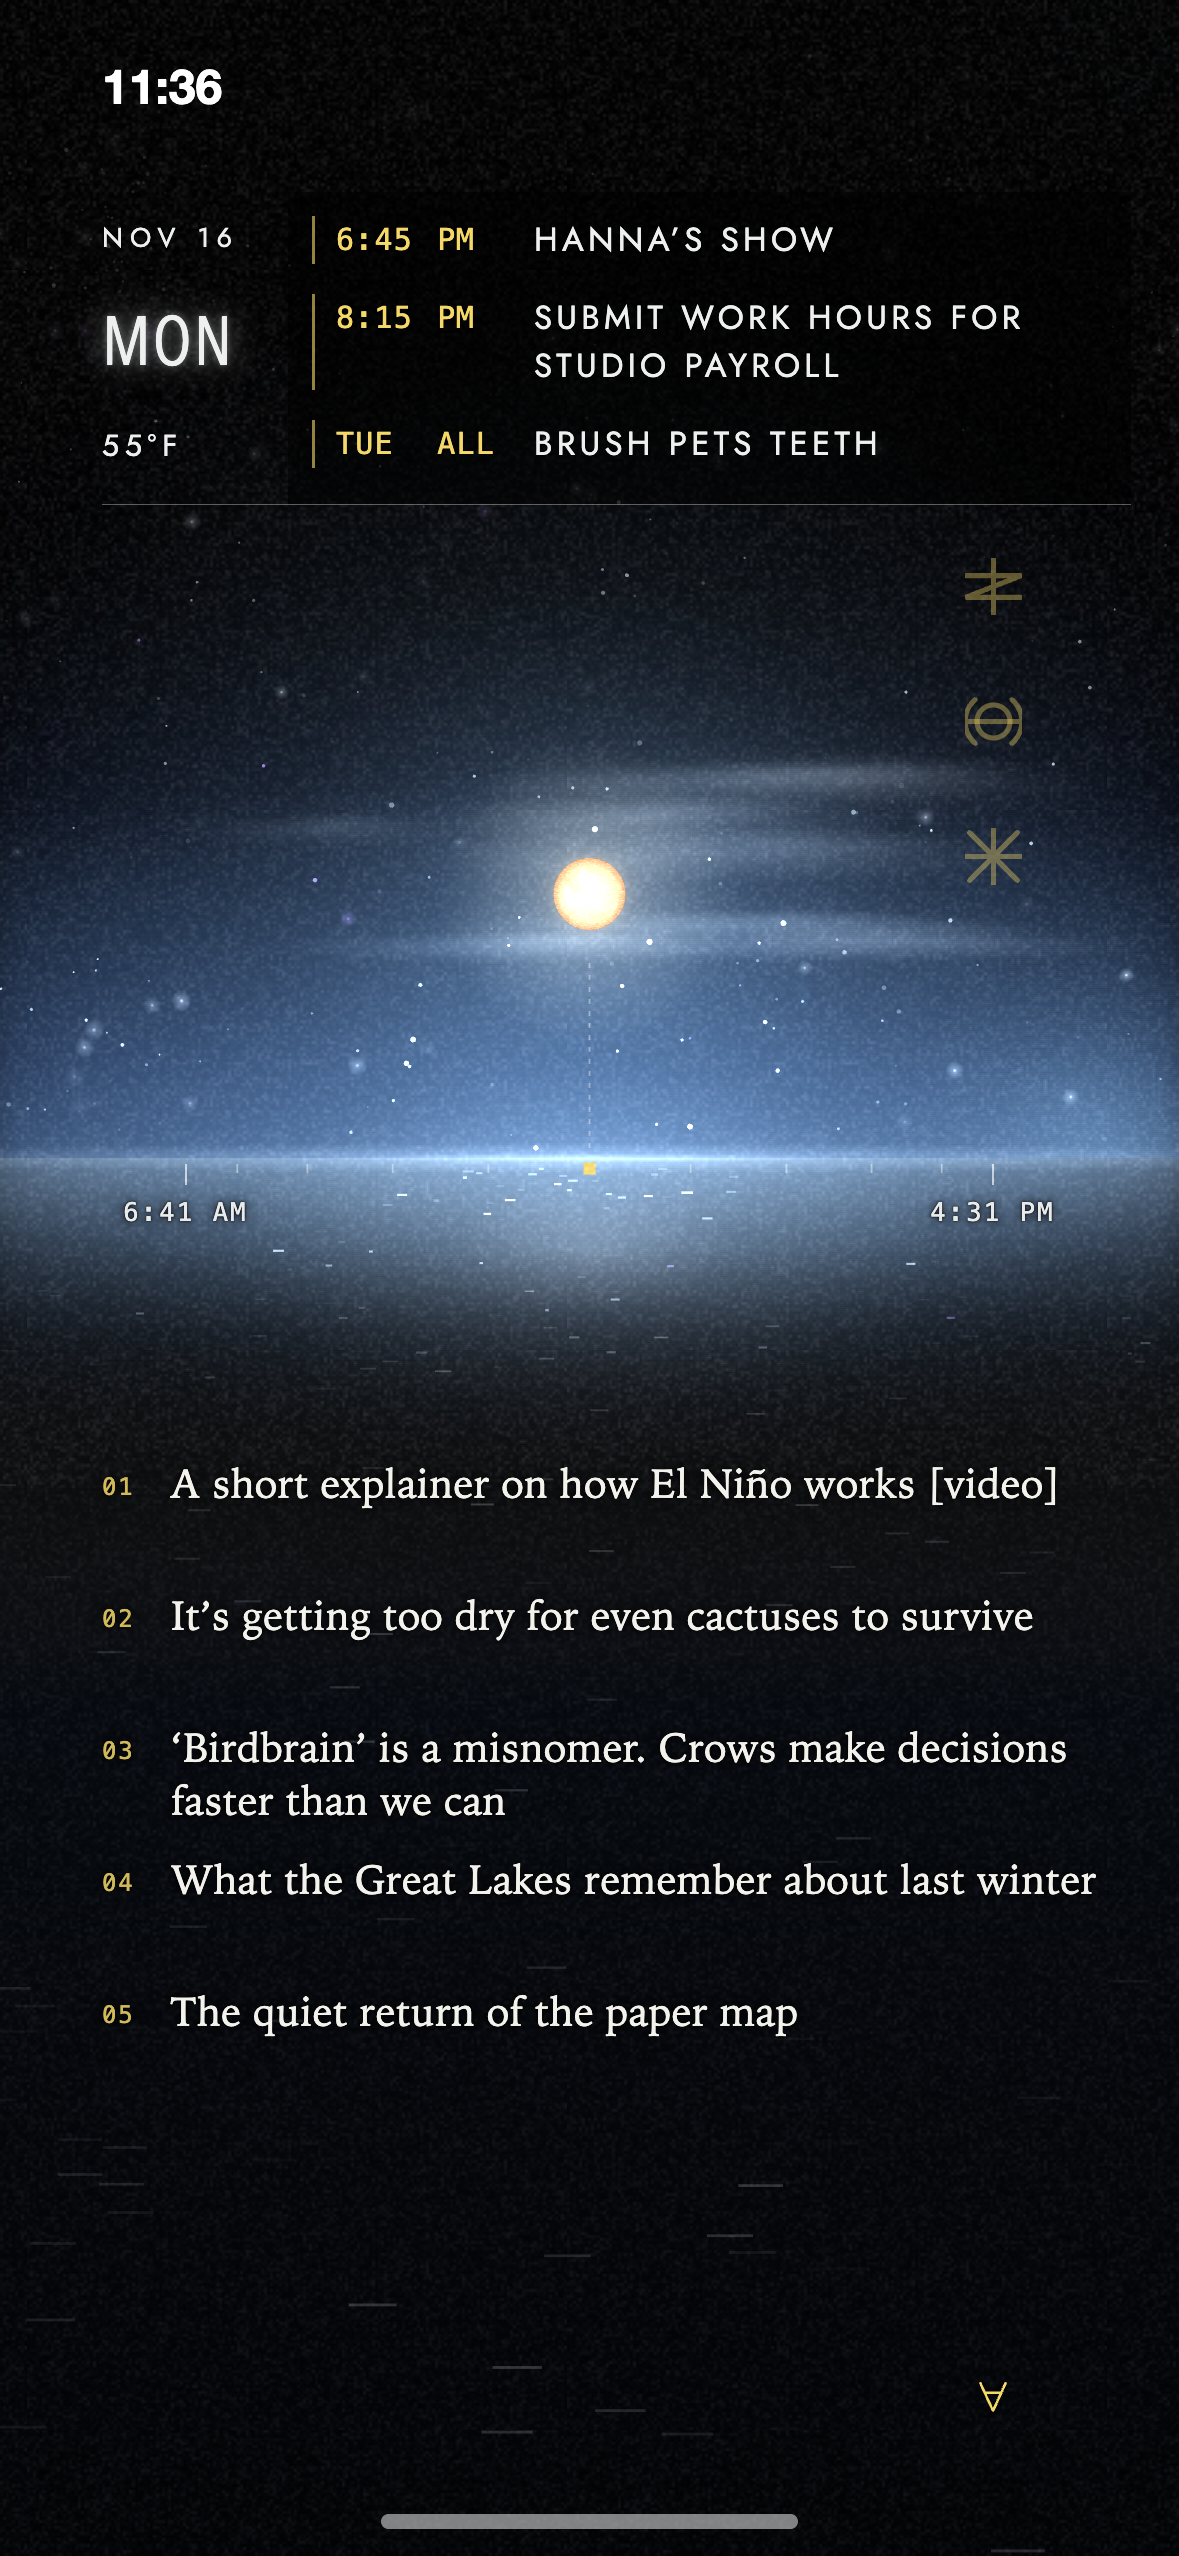 11:36
NOV 16
MON
55°F
6:45 PM HANNA’S SHOW
8:15 PM SUBMIT WORK HOURS FOR
STUDIO PAYROLL
TUE ALL BRUSH PETS TEETH
6:41 AM
4:31 PM
01 A short explainer on how El Niño works [video]
02 It’s getting too dry for even cactuses to survive
03 ‘Birdbrain’ is a misnomer. Crows make decisions
faster than we can
04 What the Great Lakes remember about last winter
05 The quiet return of the paper map